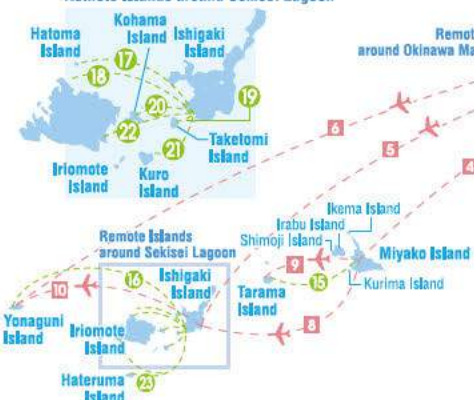 Remote Islands around Sekisei Lagoon
Hatoma
Island
Kohama
Island
Ishigaki
Island
17
18
19
20
22
21
Taketomi
Island
Iriomote
Island
Kuro
Island
around Okinawa
6
5
4
Ikema Island
Irabu Island
Shimoji Island
Miyako Island
9
15
Kurima Island
Tarama
Island
8
Remote Islands
around Sekisei Lagoon
Ishigaki
Island
16
10
Yonaguni
Island
Iriomote
Island
Hateruma
Island
23